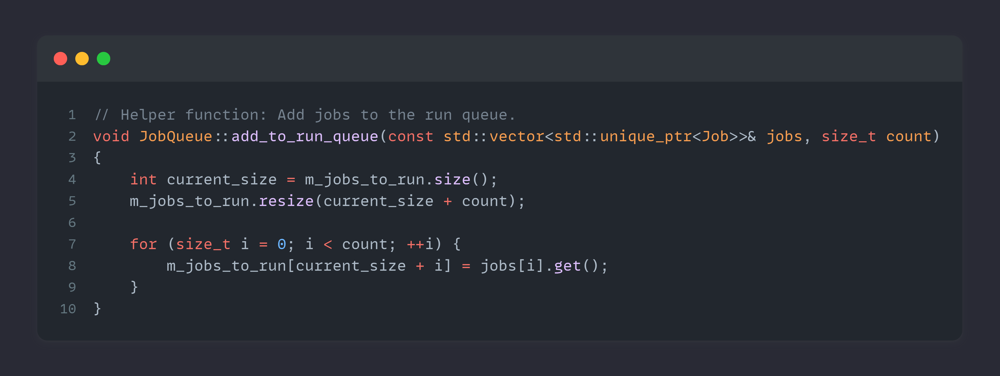 1 // Helper function: Add jobs to the run queue.
2 void JobQueue::add_to_run_queue(const std::vector<std::unique_ptr<Job>>& jobs, size_t count)
3 {
4     int current_size = m_jobs_to_run.size();
5     m_jobs_to_run.resize(current_size + count);
6
7     for (size_t i = 0; i < count; ++i) {
8         m_jobs_to_run[current_size + i] = jobs[i].get();
9     }
10 }